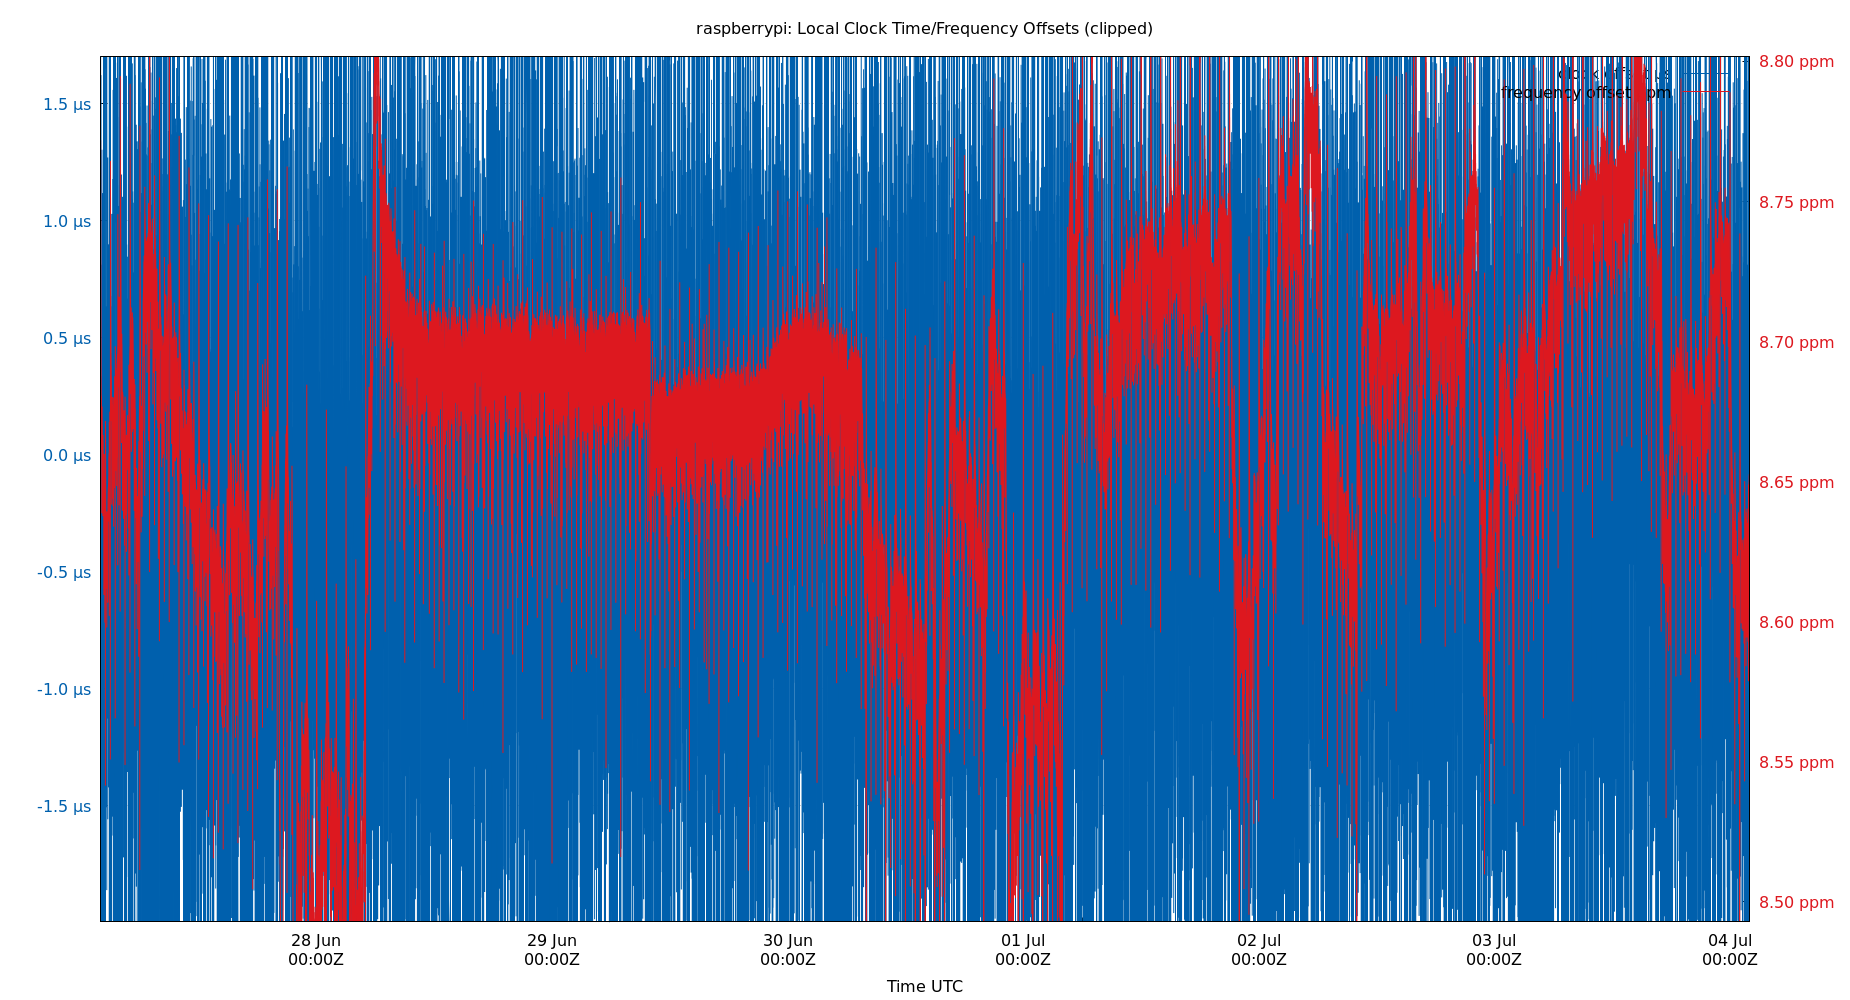 raspberrypi: Local Clock Time/Frequency Offsets (clipped)
clock offset µs
frequency offset ppm
1.5 µs
1.0 µs
0.5 µs
0.0 µs
-0.5 µs
-1.0 µs
-1.5 µs
8.80 ppm
8.75 ppm
8.70 ppm
8.65 ppm
8.60 ppm
8.55 ppm
8.50 ppm
28 Jun 29 Jun 30 Jun 01 Jul 02 Jul 03 Jul 04 Jul
00:00Z 00:00Z 00:00Z 00:00Z 00:00Z 00:00Z 00:00Z
Time UTC